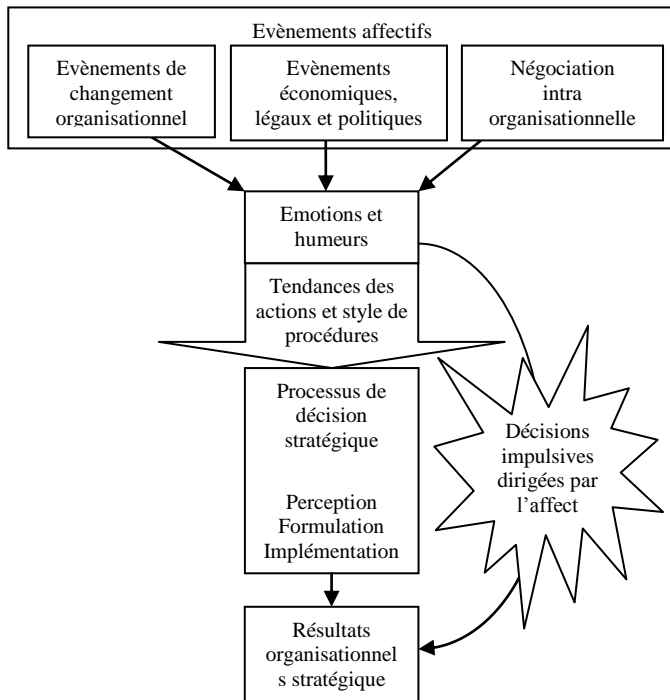 Evènements affectifs
Evènements de
changement
organisationnel
Evènements
économiques,
légaux et politiques
Négociation
intra
organisationnelle
Emotions et
humeurs
Tendances des
actions et style de
procédures
Processus de
décision
stratégique
Perception
Formulation
Implémentation
Décisions
impulsives
dirigées par
l’affect
Résultats
organisationnel
s stratégique